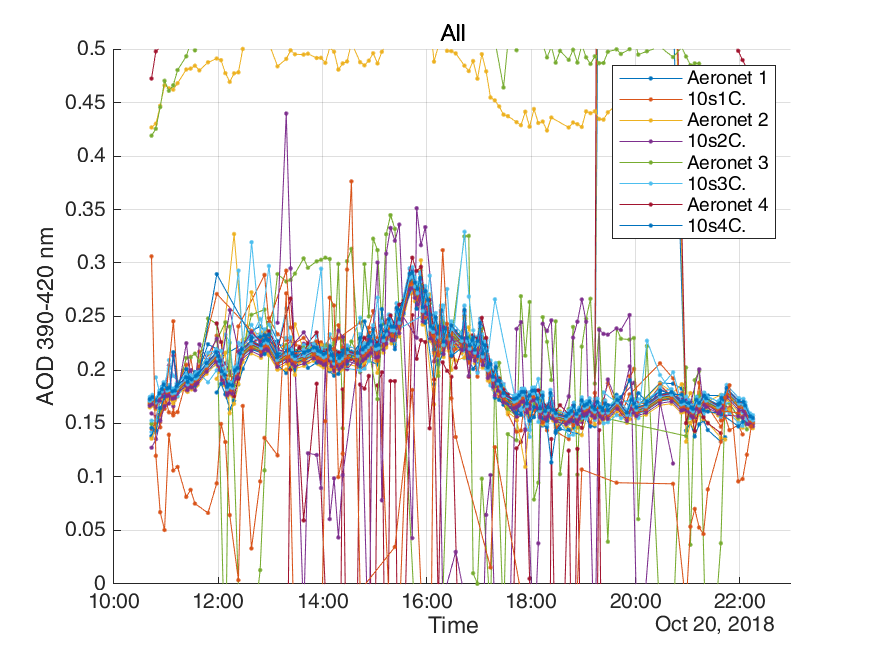 All
0.5
0.45
0.4
0.35
0.3
0.25
0.2
0.15
0.1
0.05
0
AOD 390-420 nm
Aeronet 1
10s1C.
Aeronet 2
10s2C.
Aeronet 3
10s3C.
Aeronet 4
10s4C.
10:00 12:00 14:00 16:00 18:00 20:00 22:00
Time
Oct 20, 2018